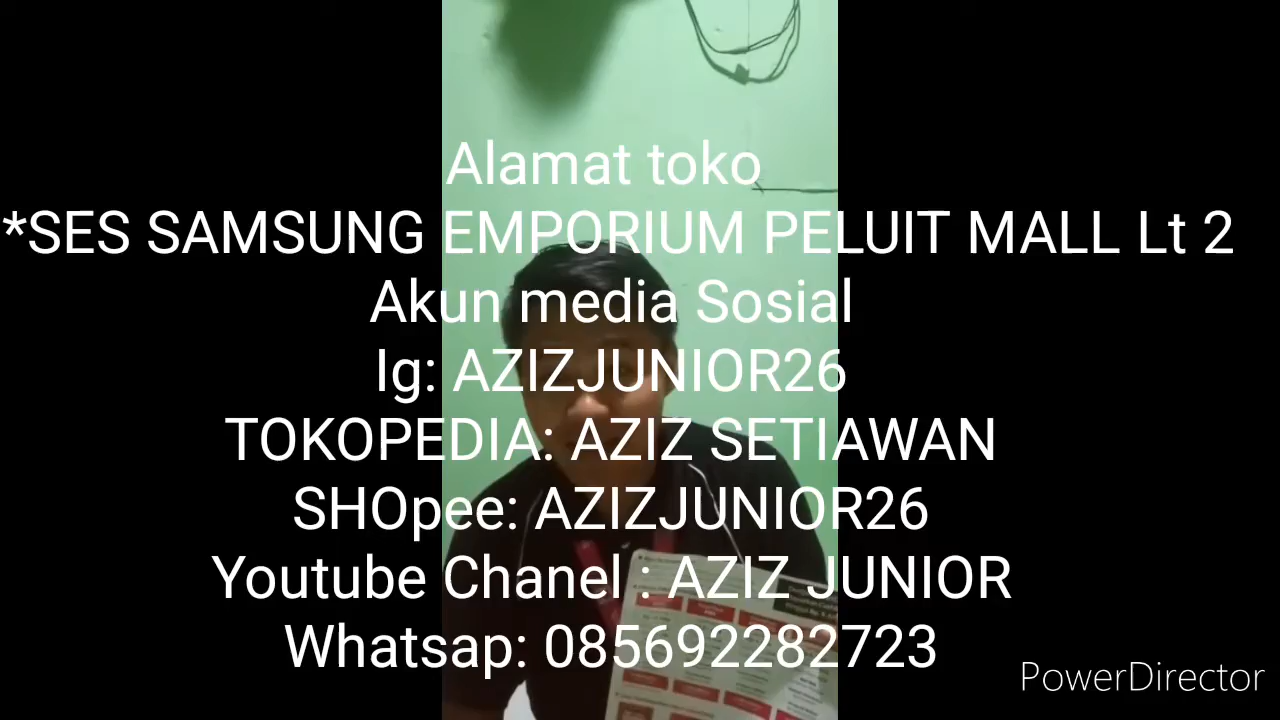 Alamat toko
*SES SAMSUNG EMPORIUM PELUIT MALL Lt 2
Akun media Sosial
Ig: AZIZJUNIOR26
TOKOPEDIA: AZIZ SETIAWAN
SHOpee: AZIZJUNIOR26
Youtube Chanel : AZIZ JUNIOR
Whatsap: 085692282723
PowerDirector